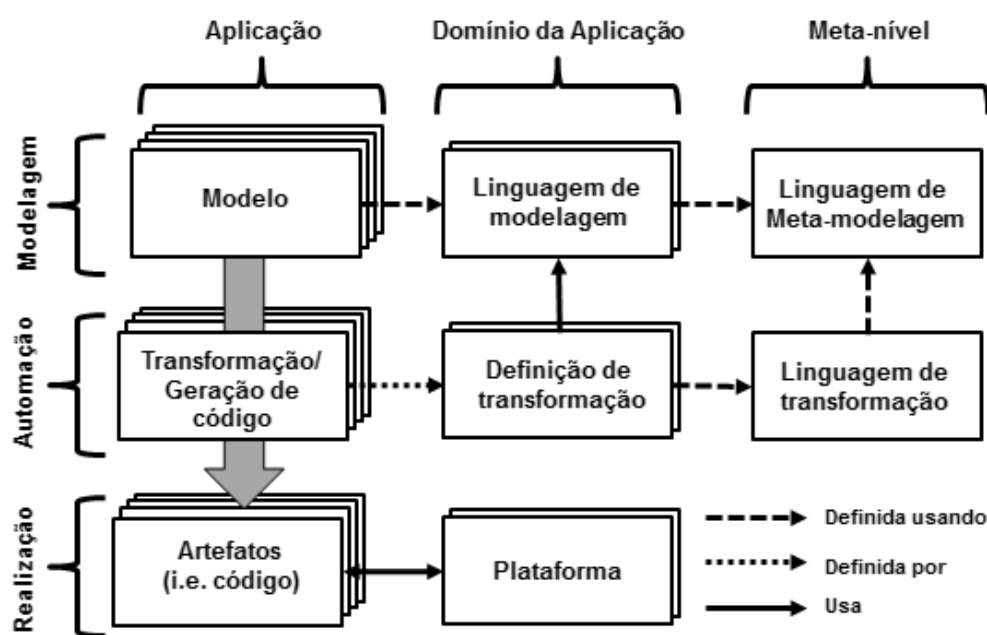 Aplicação
Domínio da Aplicação
Meta-nível
Modelagem
Modelo
Linguagem de
modelagem
Linguagem de
Meta-modelagem
Automação
Transformação/
Geração de
código
Definição de
transformação
Linguagem de
transformação
Realização
Artefatos
(i.e. código)
Plataforma
Definida usando
Definida por
Usa